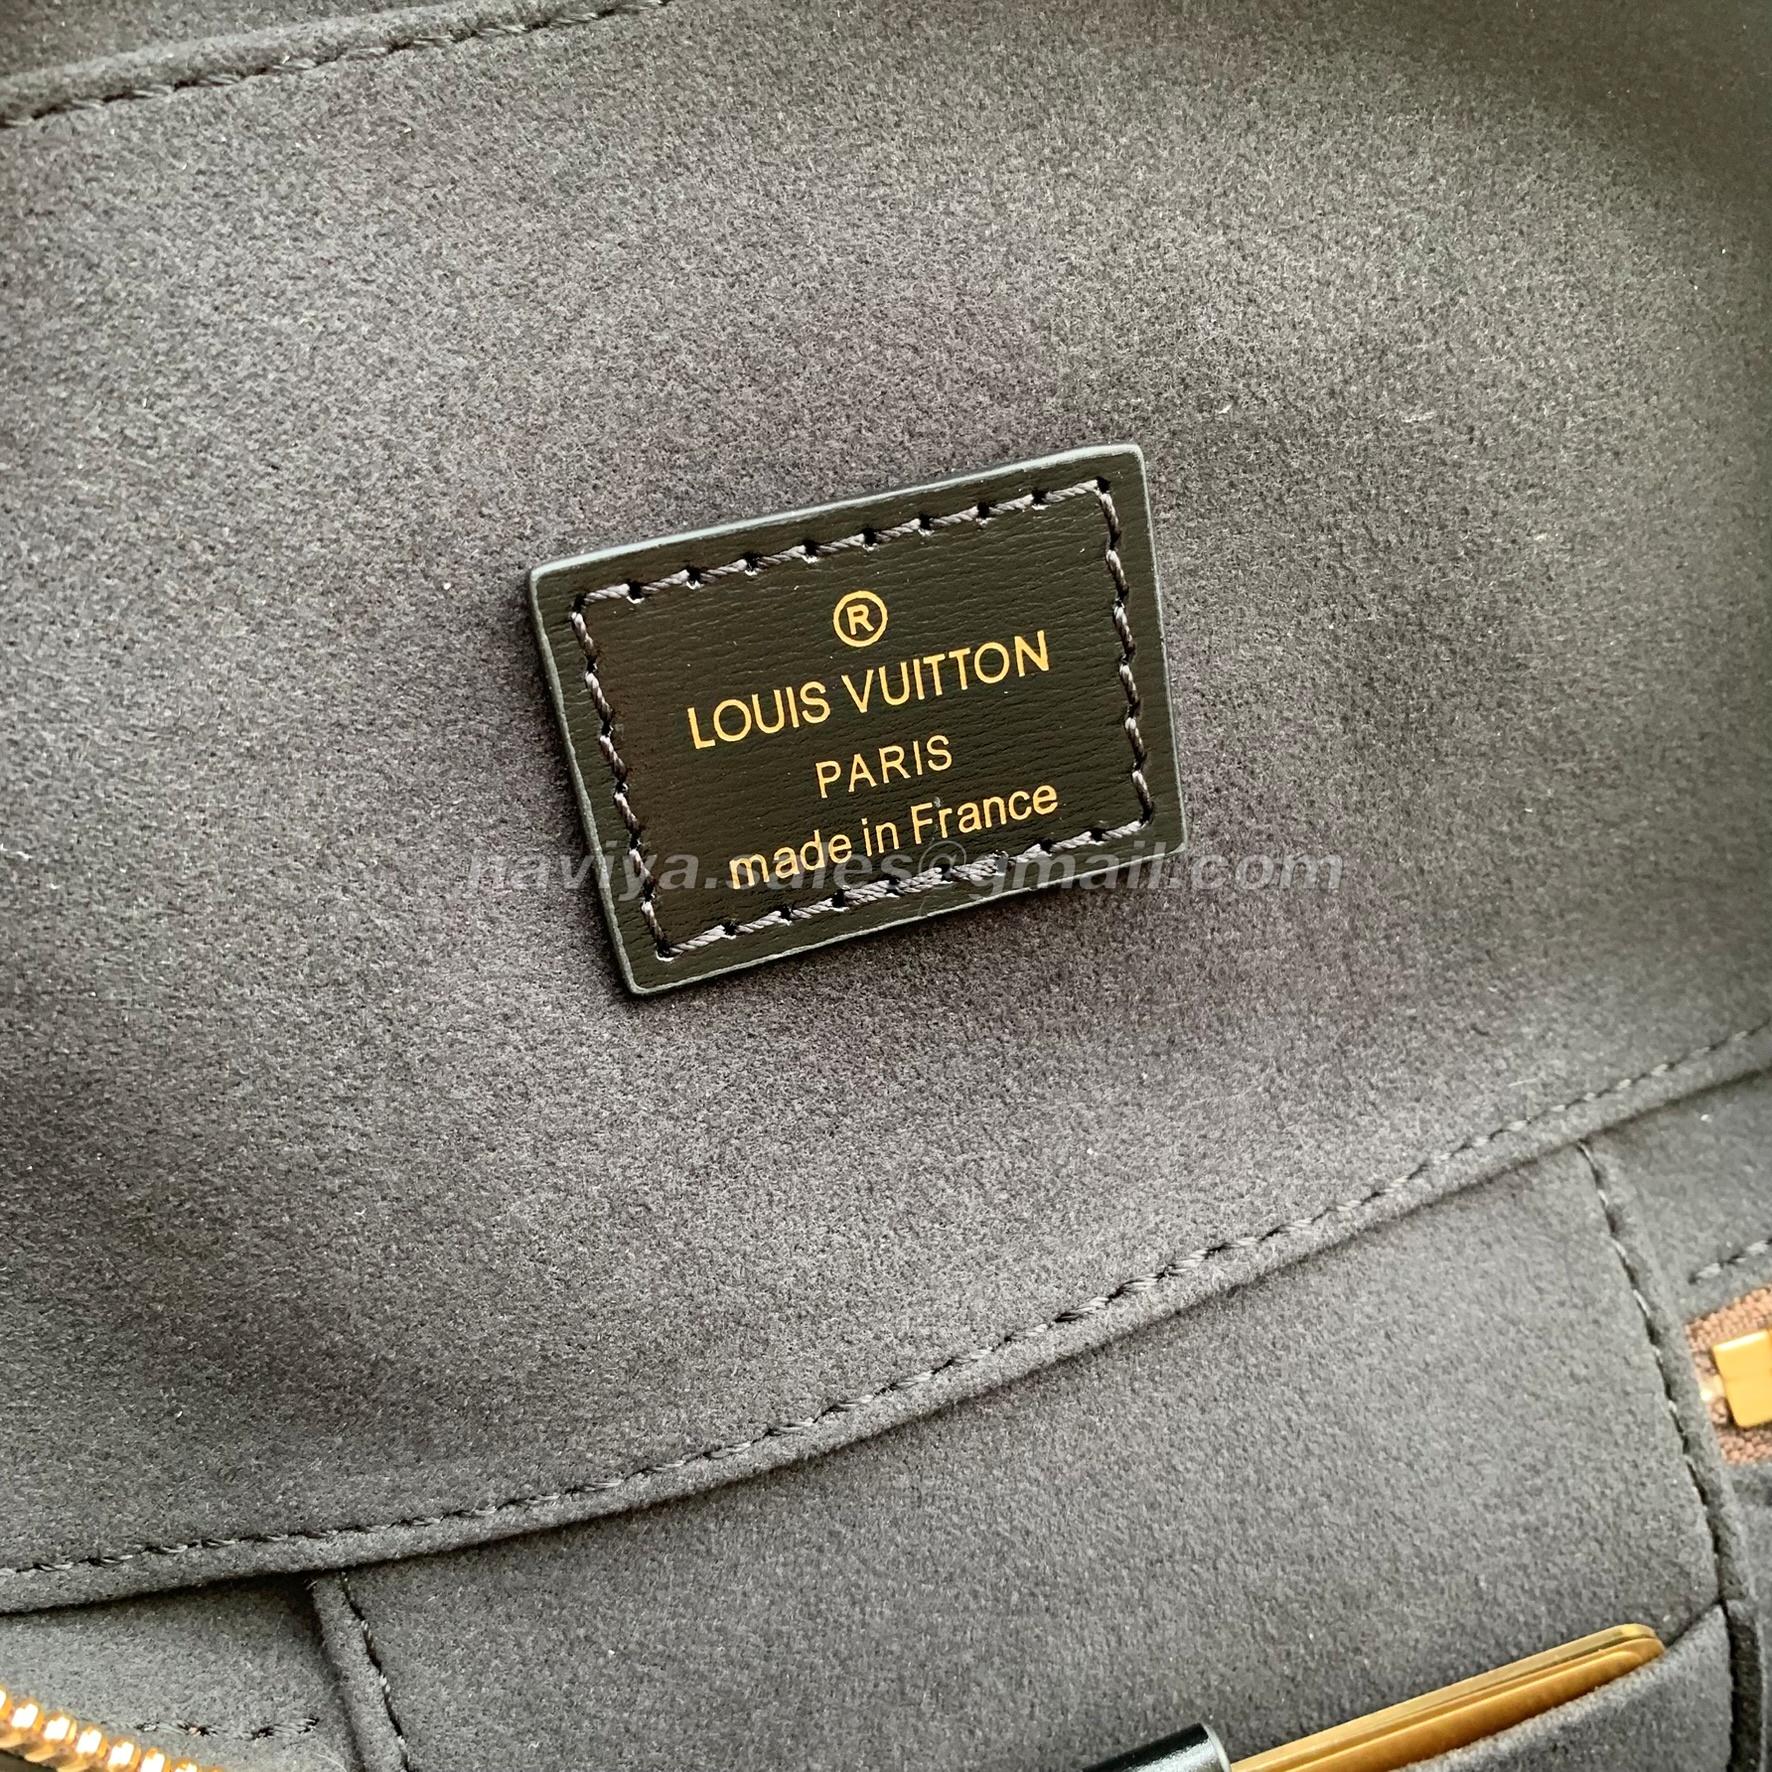 ®
LOUIS VUITTON
PARIS
made in France
naviya.sales@gmail.com